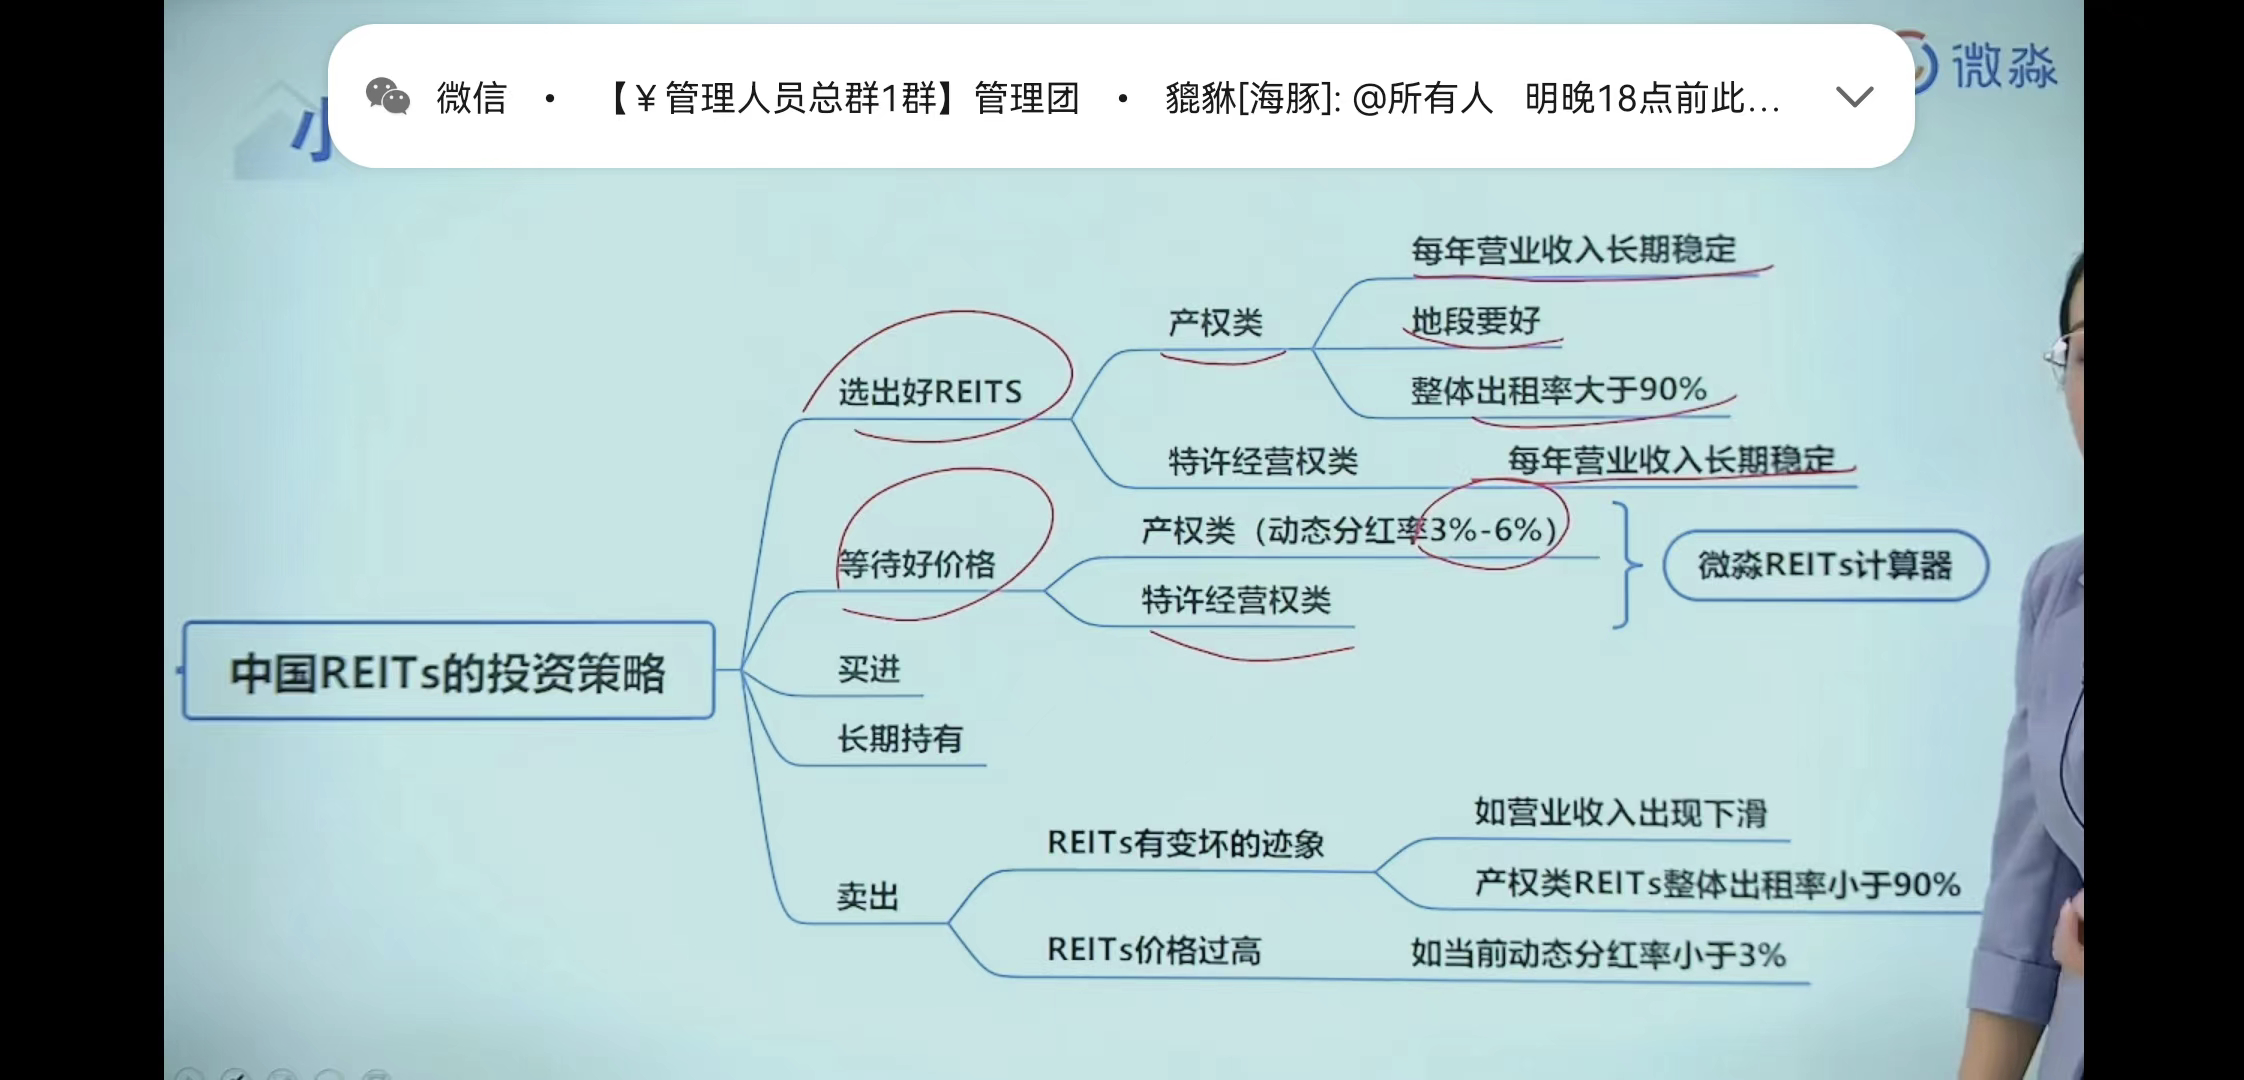 微信 • 【￥管理人员总群1群】管理团 • 貔貅[海豚]: @所有人 明晚18点前此...
微淼
小
每年营业收入长期稳定
产权类
地段要好
选出好REITS
整体出租率大于90%
特许经营权类
每年营业收入长期稳定
产权类（动态分红率3%-6%）
等待好价格
微淼REITs计算器
特许经营权类
中国REITs的投资策略
买进
长期持有
如营业收入出现下滑
REITs有变坏的迹象
产权类REITs整体出租率小于90%
卖出
REITs价格过高
如当前动态分红率小于3%